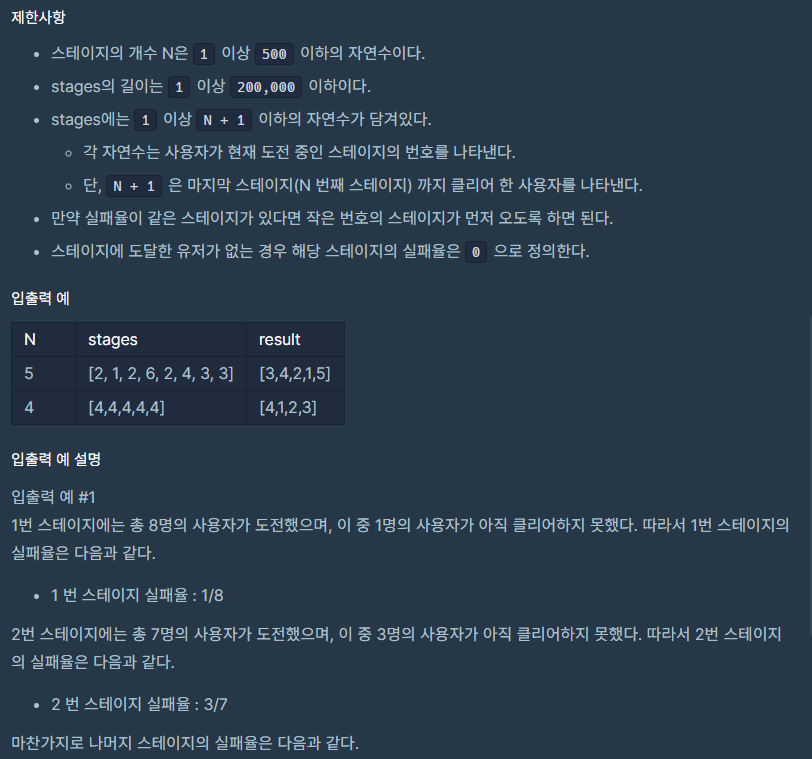 제한사항
스테이지의 개수 N은 1 이상 500 이하의 자연수이다.
stages의 길이는 1 이상 200,000 이하이다.
stages에는 1 이상 N + 1 이하의 자연수가 담겨있다.
각 자연수는 사용자가 현재 도전 중인 스테이지의 번호를 나타낸다.
단, N + 1 은 마지막 스테이지(N 번째 스테이지) 까지 클리어 한 사용자를 나타낸다.
만약 실패율이 같은 스테이지가 있다면 작은 번호의 스테이지가 먼저 오도록 하면 된다.
스테이지에 도달한 유저가 없는 경우 해당 스테이지의 실패율은 0 으로 정의한다.
입출력 예
N stages result
5 [2, 1, 2, 6, 2, 4, 3, 3] [3,4,2,1,5]
4 [4,4,4,4,4] [4,1,2,3]
입출력 예 설명
입출력 예 #1
1번 스테이지에는 총 8명의 사용자가 도전했으며, 이 중 1명의 사용자가 아직 클리어하지 못했다. 따라서 1번 스테이지의
실패율은 다음과 같다.
1 번 스테이지 실패율 : 1/8
2번 스테이지에는 총 7명의 사용자가 도전했으며, 이 중 3명의 사용자가 아직 클리어하지 못했다. 따라서 2번 스테이지
의 실패율은 다음과 같다.
2 번 스테이지 실패율 : 3/7
마찬가지로 나머지 스테이지의 실패율은 다음과 같다.